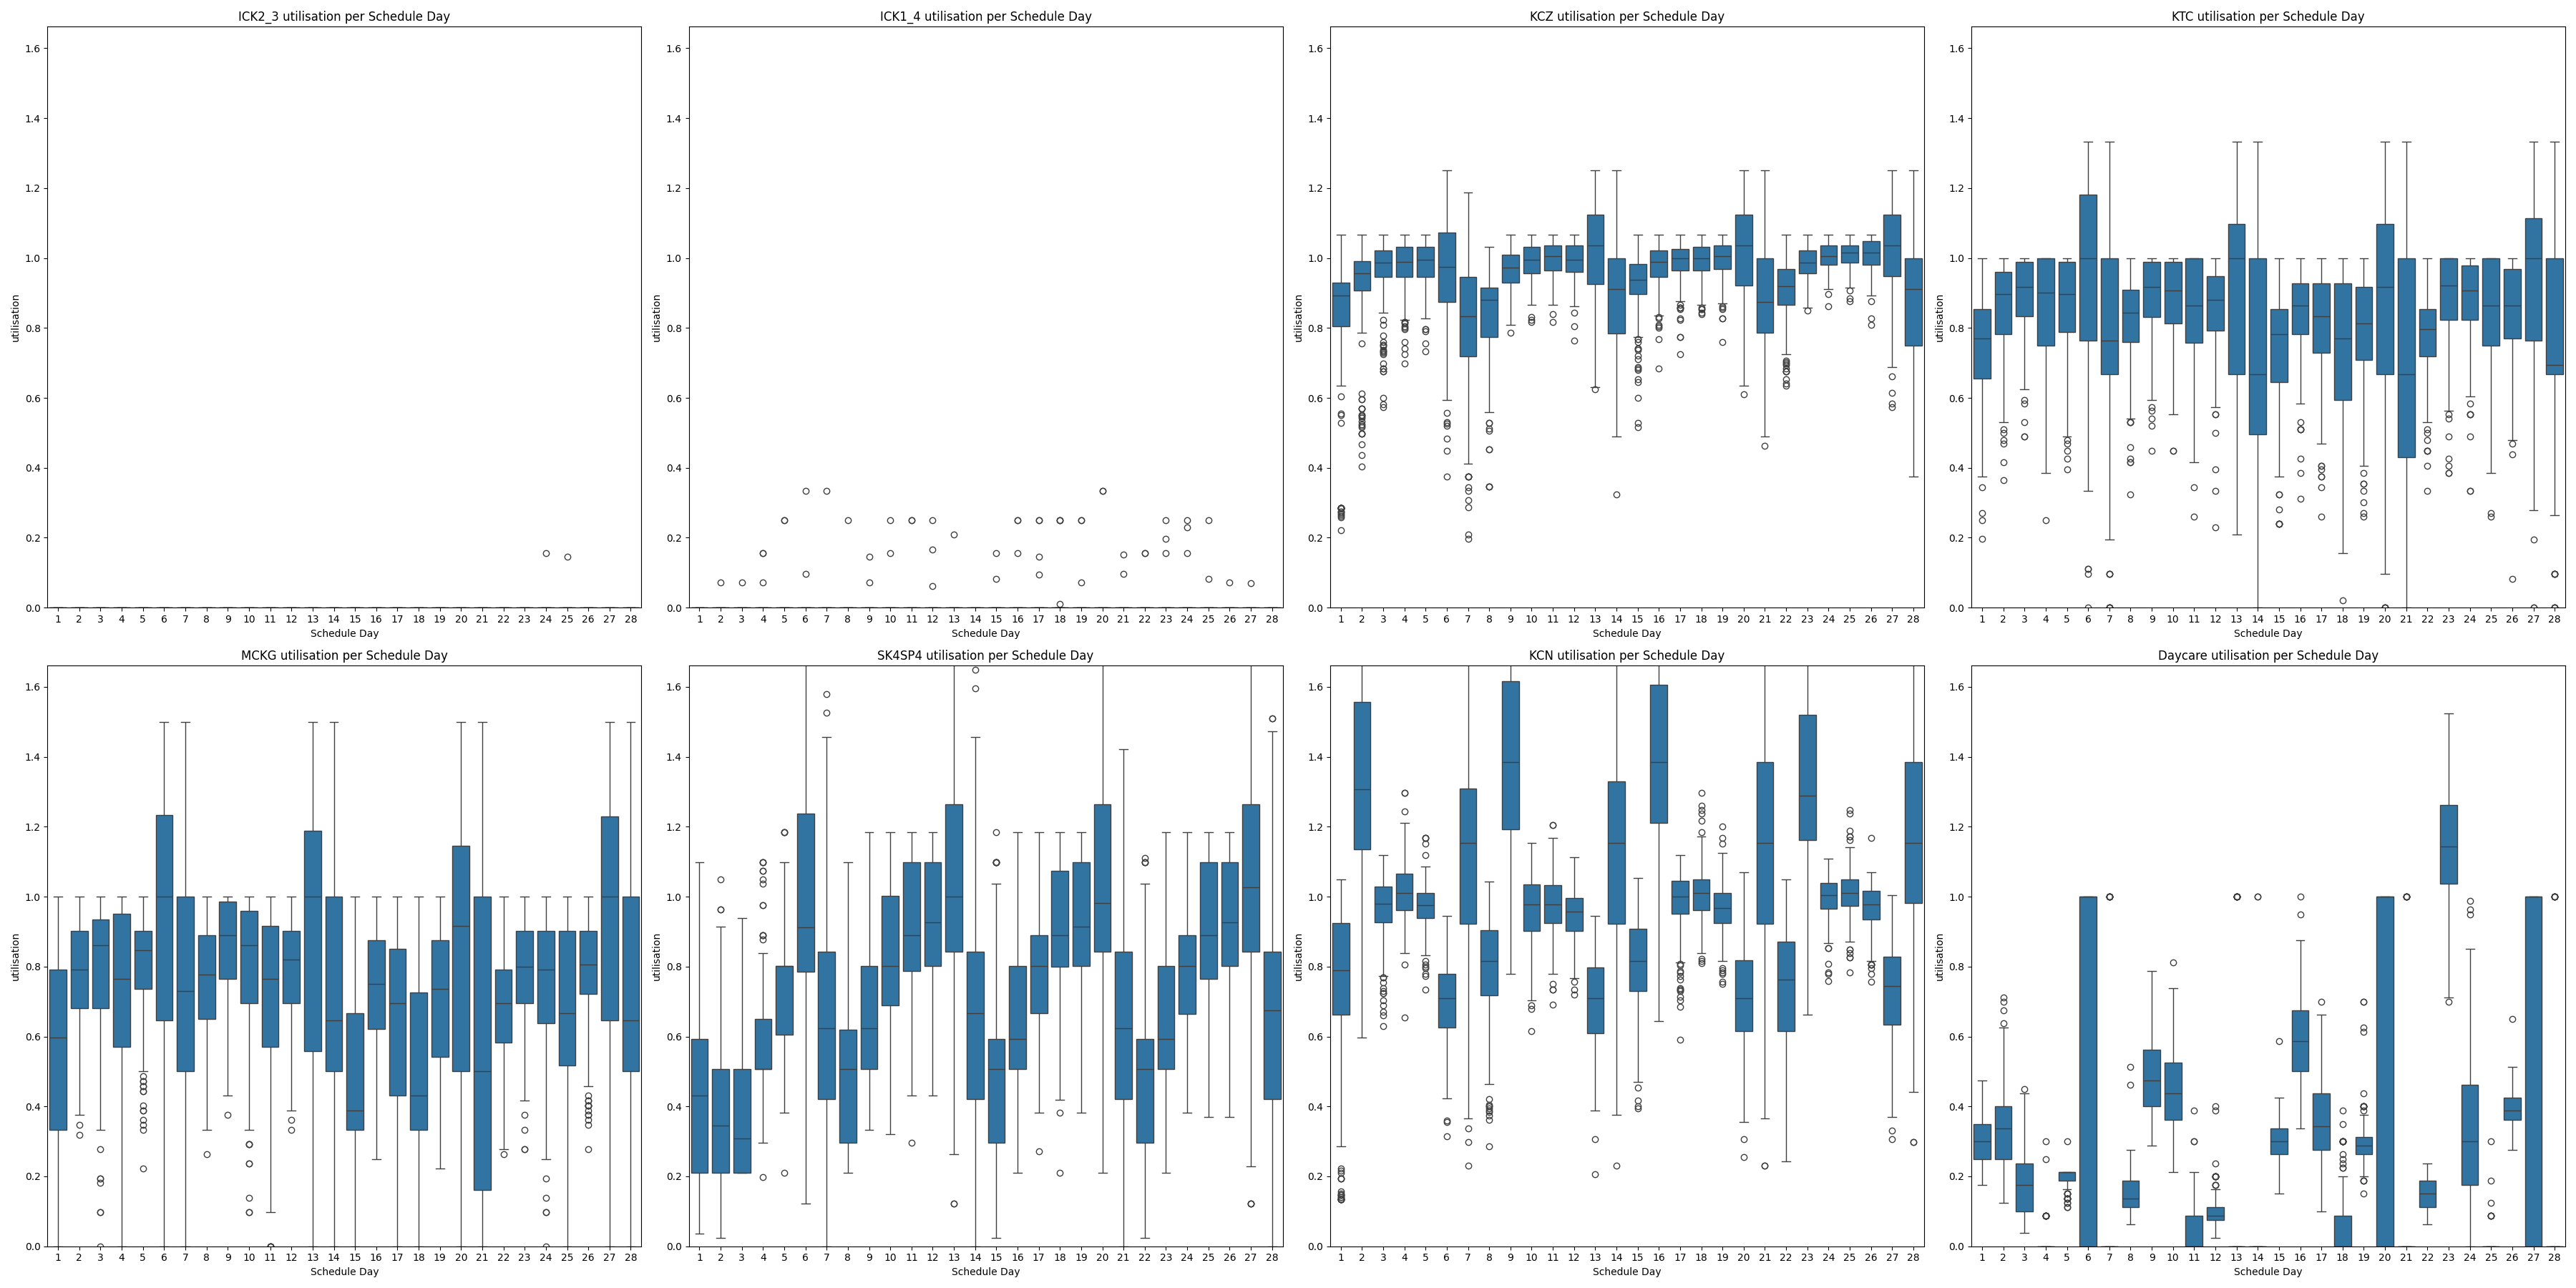 ICK2_3 utilisation per Schedule Day
utilisation
1.6
1.4
1.2
1.0
0.8
0.6
0.4
0.2
0.0
1 2 3 4 5 6 7 8 9 10 11 12 13 14 15 16 17 18 19 20 21 22 23 24 25 26 27 28
Schedule Day
ICK1_4 utilisation per Schedule Day
utilisation
1.6
1.4
1.2
1.0
0.8
0.6
0.4
0.2
0.0
1 2 3 4 5 6 7 8 9 10 11 12 13 14 15 16 17 18 19 20 21 22 23 24 25 26 27 28
Schedule Day
KCZ utilisation per Schedule Day
utilisation
1.6
1.4
1.2
1.0
0.8
0.6
0.4
0.2
0.0
1 2 3 4 5 6 7 8 9 10 11 12 13 14 15 16 17 18 19 20 21 22 23 24 25 26 27 28
Schedule Day
KTC utilisation per Schedule Day
utilisation
1.6
1.4
1.2
1.0
0.8
0.6
0.4
0.2
0.0
1 2 3 4 5 6 7 8 9 10 11 12 13 14 15 16 17 18 19 20 21 22 23 24 25 26 27 28
Schedule Day
MCKG utilisation per Schedule Day
utilisation
1.6
1.4
1.2
1.0
0.8
0.6
0.4
0.2
0.0
1 2 3 4 5 6 7 8 9 10 11 12 13 14 15 16 17 18 19 20 21 22 23 24 25 26 27 28
Schedule Day
SK4SP4 utilisation per Schedule Day
utilisation
1.6
1.4
1.2
1.0
0.8
0.6
0.4
0.2
0.0
1 2 3 4 5 6 7 8 9 10 11 12 13 14 15 16 17 18 19 20 21 22 23 24 25 26 27 28
Schedule Day
KCN utilisation per Schedule Day
utilisation
1.6
1.4
1.2
1.0
0.8
0.6
0.4
0.2
0.0
1 2 3 4 5 6 7 8 9 10 11 12 13 14 15 16 17 18 19 20 21 22 23 24 25 26 27 28
Schedule Day
Daycare utilisation per Schedule Day
utilisation
1.6
1.4
1.2
1.0
0.8
0.6
0.4
0.2
0.0
1 2 3 4 5 6 7 8 9 10 11 12 13 14 15 16 17 18 19 20 21 22 23 24 25 26 27 28
Schedule Day